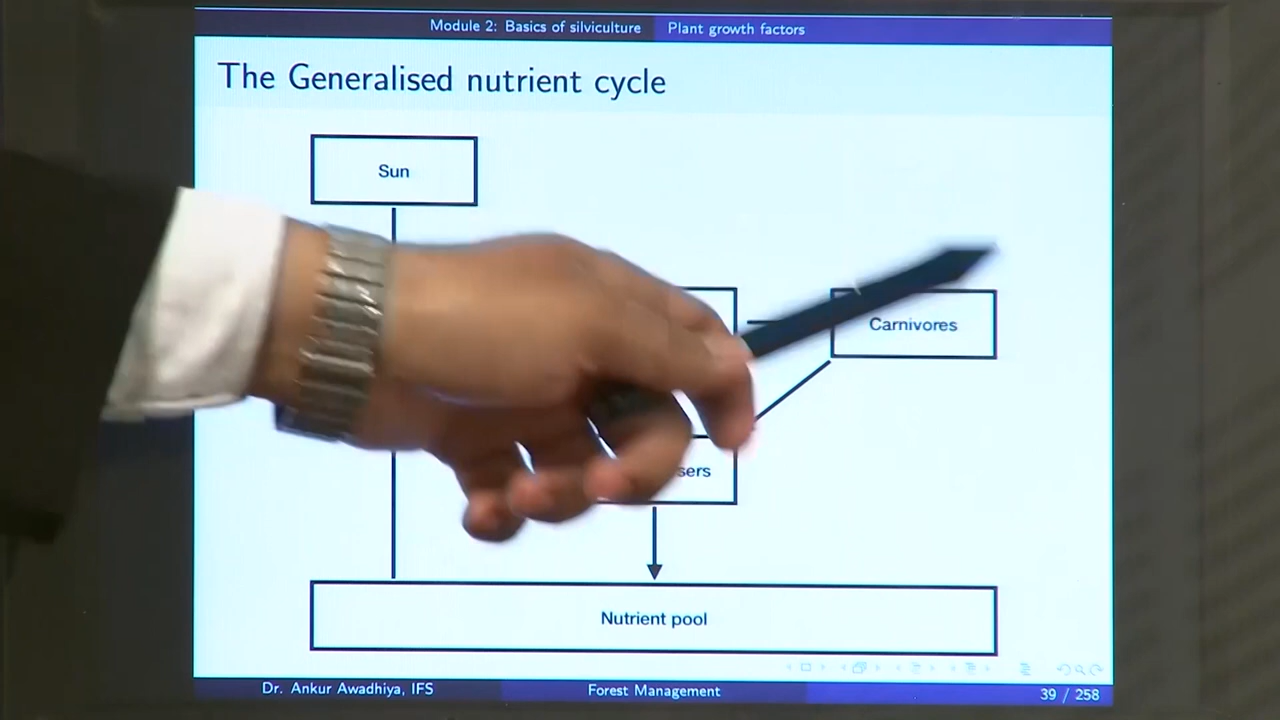 Module 2: Basics of silviculture Plant growth factors
The Generalised nutrient cycle
Sun
Carnivores
Nutrient pool
Dr. Ankur Awadhiya, IFS Forest Management 39 / 258